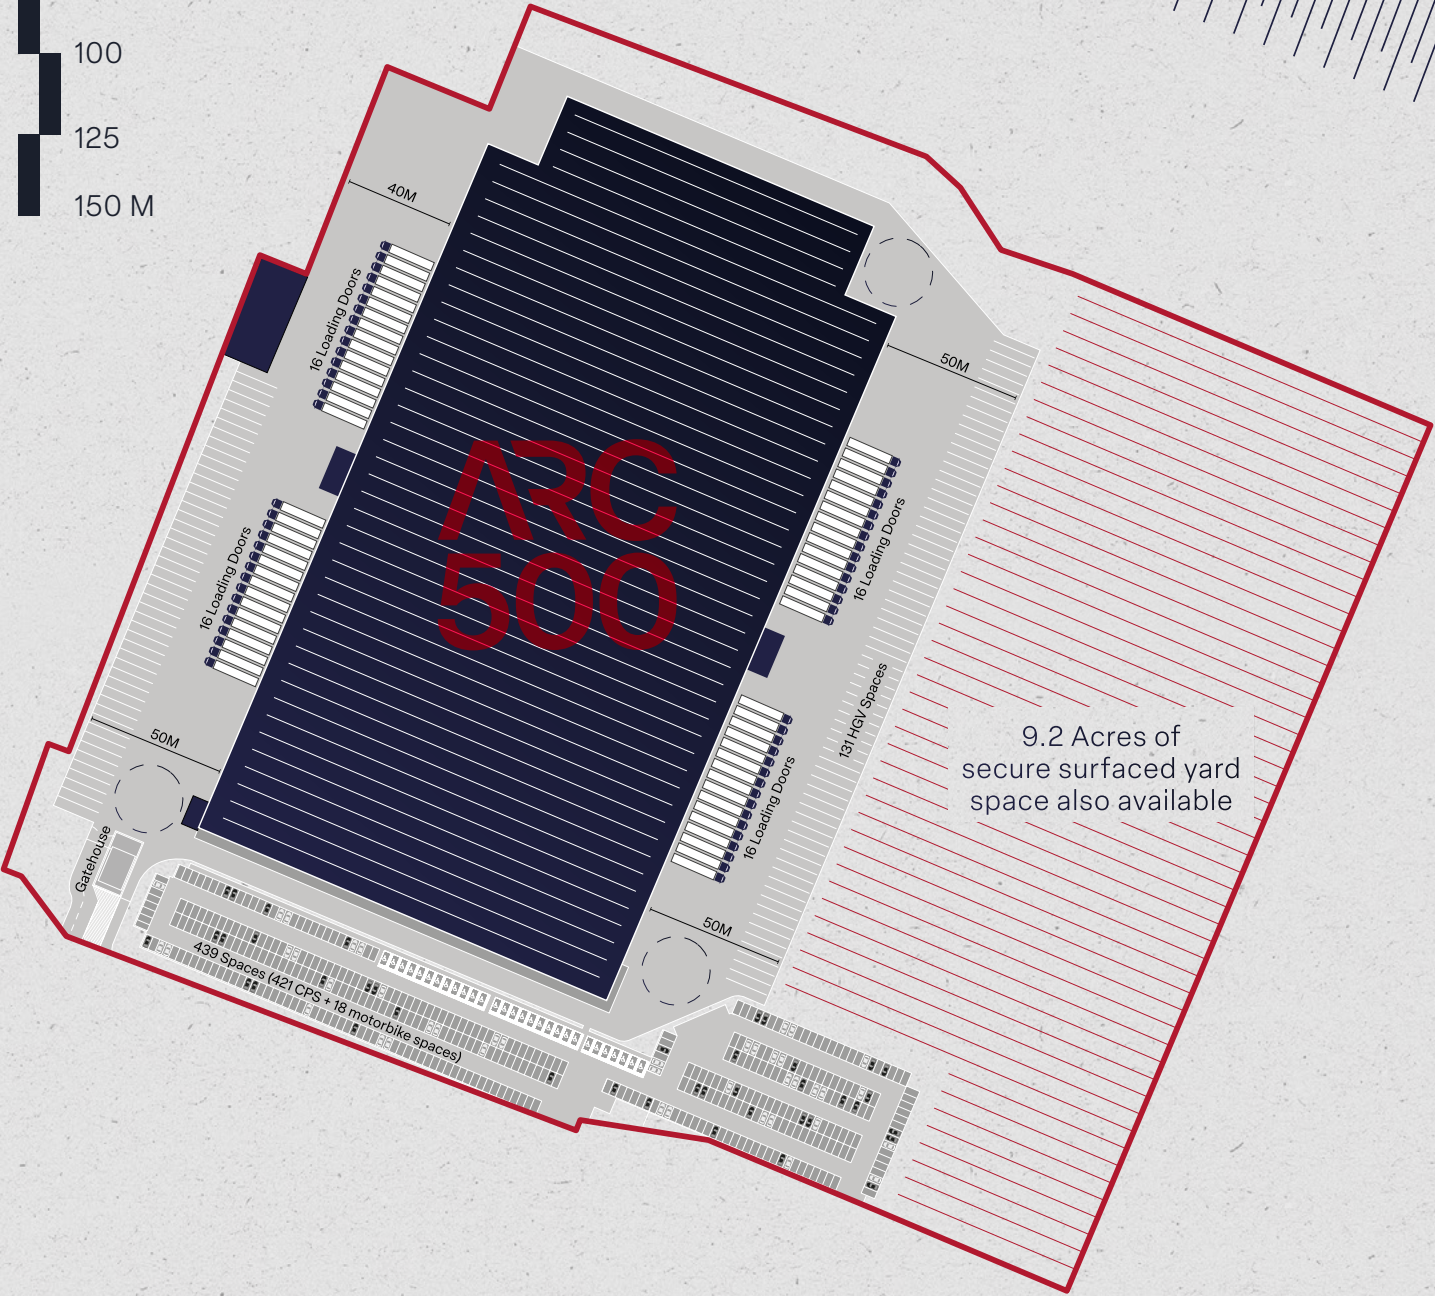 100
125
150 M
40M
16 Loading Doors
50M
16 Loading Doors
ARC
500
16 Loading Doors
131 HGV Spaces
9.2 Acres of
secure surfaced yard
space also available
50M
16 Loading Doors
Gatehouse
50M
439 Spaces (421 CPS + 18 motorbike spaces)